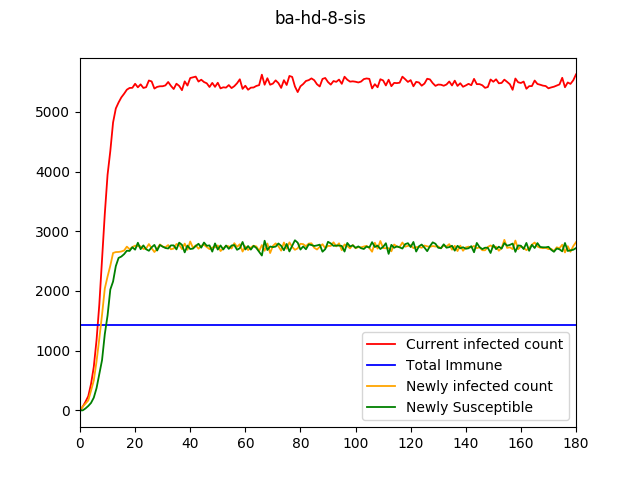 ba-hd-8-sis
5000
4000
3000
2000
1000
0
Current infected count
Total Immune
Newly infected count
Newly Susceptible
0 20 40 60 80 100 120 140 160 180